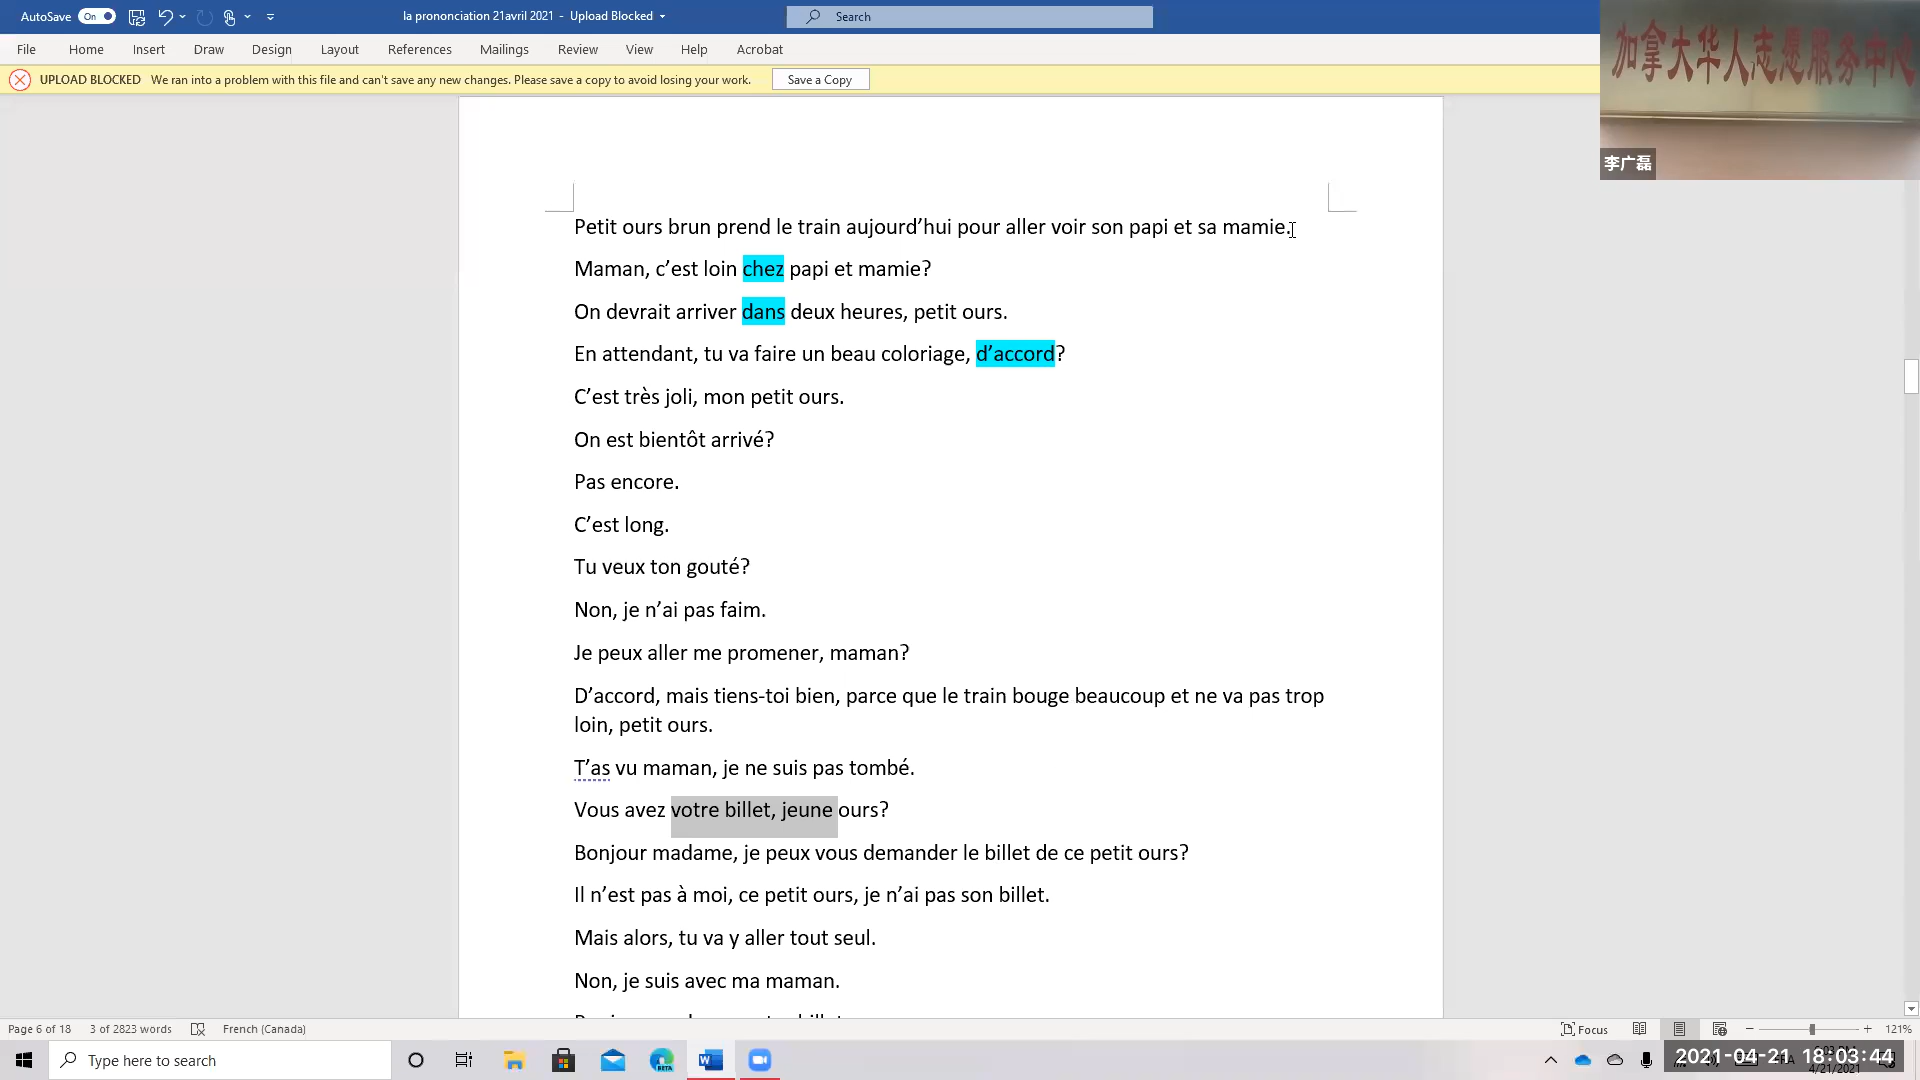 AutoSave On la prononciation 21avril 2021 - Upload Blocked Search
File Home Insert Draw Design Layout References Mailings Review View Help Acrobat
UPLOAD BLOCKED We ran into a problem with this file and can't save any new changes. Please save a copy to avoid losing your work. Save a Copy
加拿大华人志愿服务中心
李广磊
Petit ours brun prend le train aujourd’hui pour aller voir son papi et sa mamie.
Maman, c’est loin chez papi et mamie?
On devrait arriver dans deux heures, petit ours.
En attendant, tu va faire un beau coloriage, d’accord?
C’est très joli, mon petit ours.
On est bientôt arrivé?
Pas encore.
C’est long.
Tu veux ton gouté?
Non, je n’ai pas faim.
Je peux aller me promener, maman?
D’accord, mais tiens-toi bien, parce que le train bouge beaucoup et ne va pas trop
loin, petit ours.
T’as vu maman, je ne suis pas tombé.
Vous avez votre billet, jeune ours?
Bonjour madame, je peux vous demander le billet de ce petit ours?
Il n’est pas à moi, ce petit ours, je n’ai pas son billet.
Mais alors, tu va y aller tout seul.
Non, je suis avec ma maman.
Page 6 of 18 3 of 2823 words French (Canada) Focus 121%
Type here to search
2021-04-21 18:03:44
4/21/2021